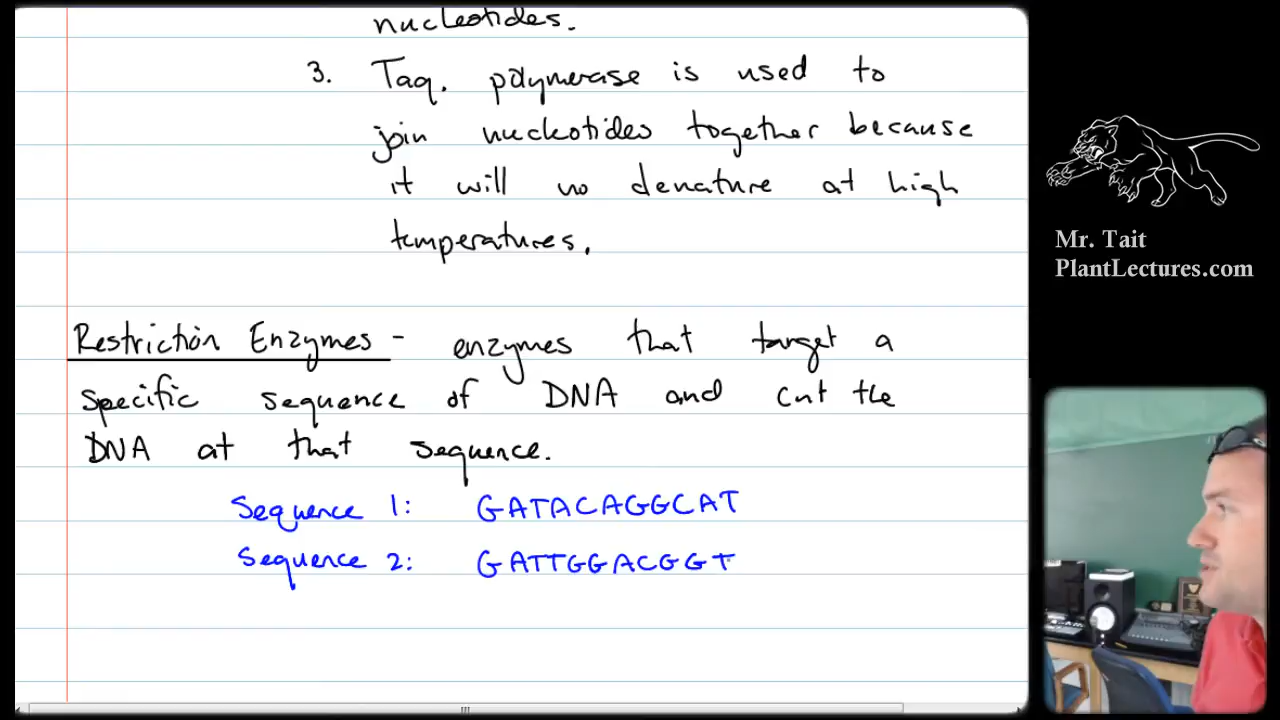 nucleotides.
3. Taq. polymerase is used to
join nucleotides together because
it will no denature at high
temperatures.
Restriction Enzymes - enzymes that target a
specific sequence of DNA and cut the
DNA at that sequence.
Sequence 1: GATACAGGCAT
Sequence 2: GATTGGACGGT
Mr. Tait
PlantLectures.com